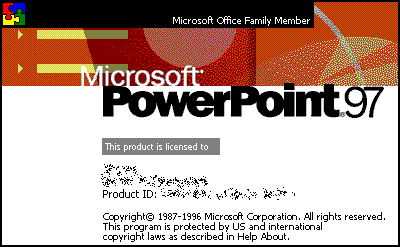 Microsoft Office Family Member
Microsoft®
PowerPoint®97
This product is licensed to
Product ID:
Copyright© 1987-1996 Microsoft Corporation. All rights reserved.
This program is protected by US and international
copyright laws as described in Help About.